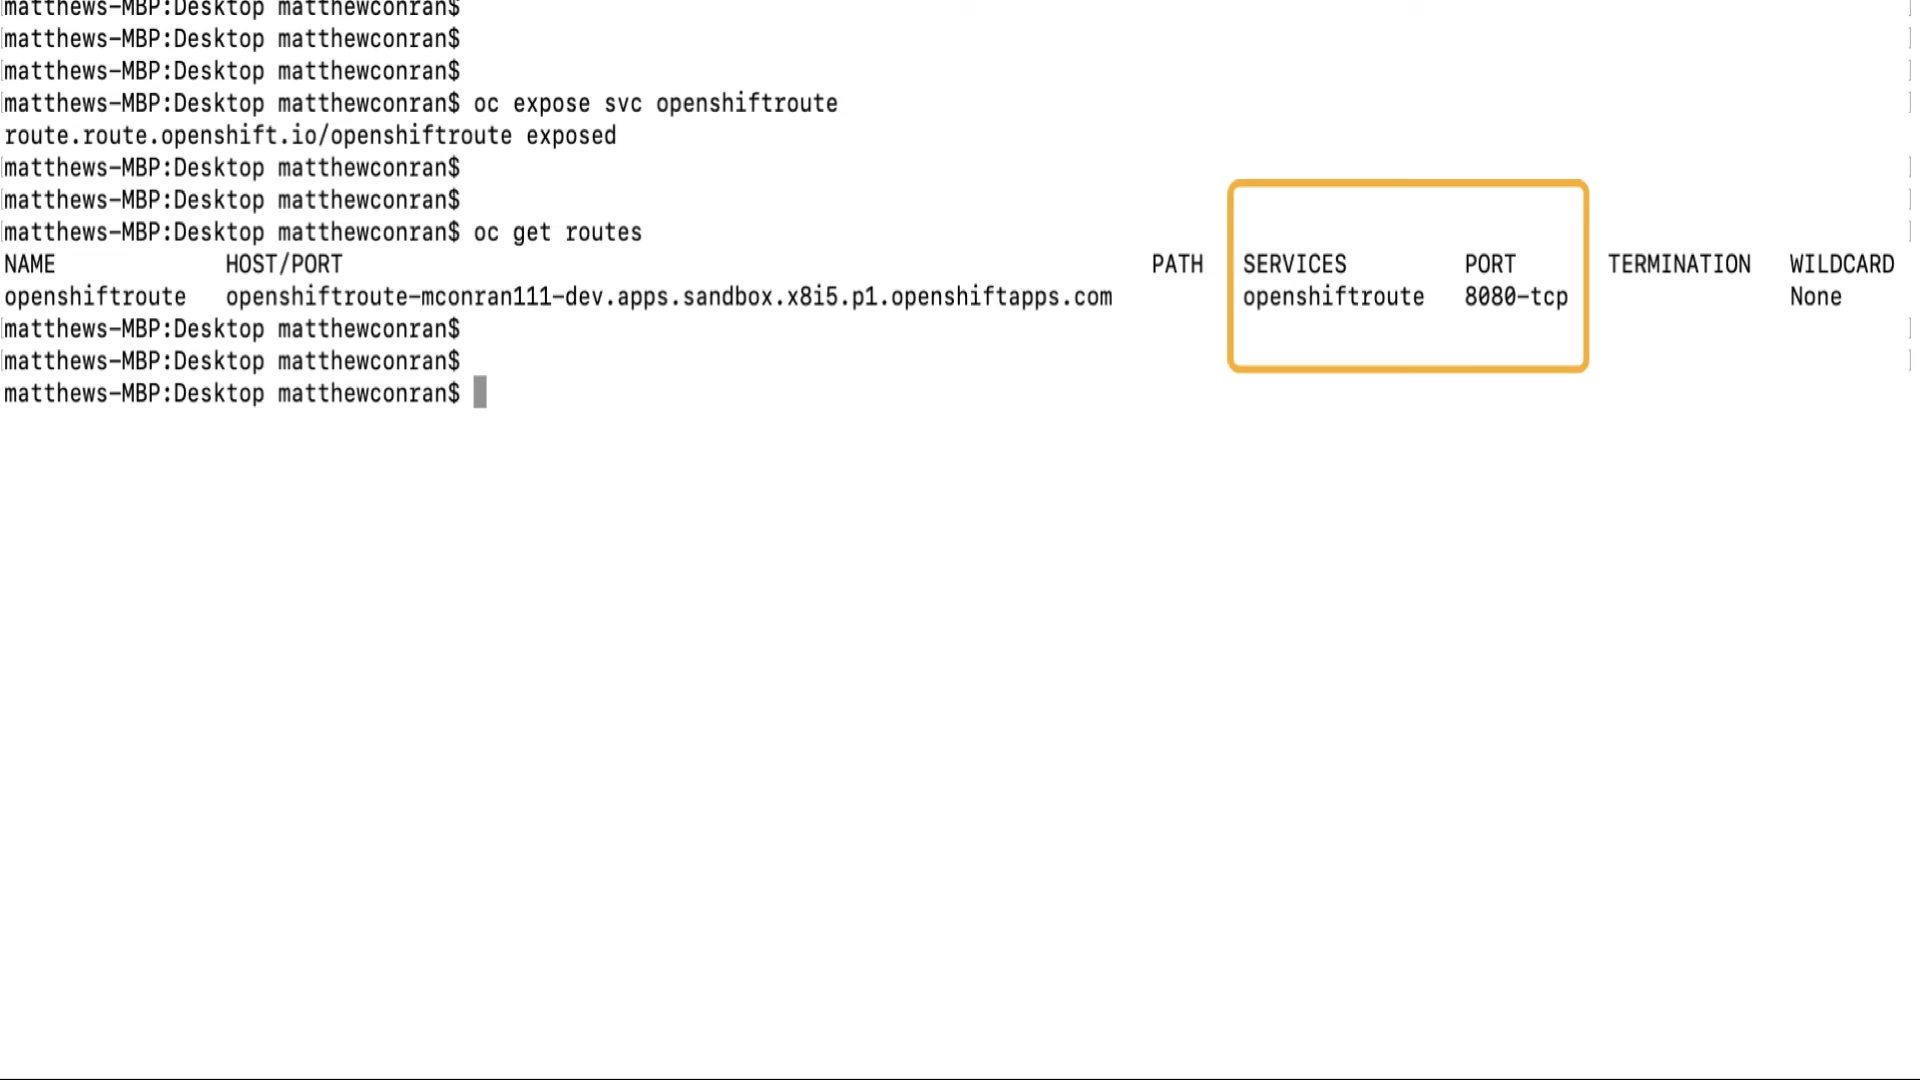 matthews-MBP:Desktop matthewconran$
matthews-MBP:Desktop matthewconran$
matthews-MBP:Desktop matthewconran$
matthews-MBP:Desktop matthewconran$ oc expose svc openshiftroute
route.route.openshift.io/openshiftroute exposed
matthews-MBP:Desktop matthewconran$
matthews-MBP:Desktop matthewconran$
matthews-MBP:Desktop matthewconran$ oc get routes
NAME HOST/PORT PATH SERVICES PORT TERMINATION WILDCARD
openshiftroute openshiftroute-mconran111-dev.apps.sandbox.x8i5.p1.openshiftapps.com openshiftroute 8080-tcp None
matthews-MBP:Desktop matthewconran$
matthews-MBP:Desktop matthewconran$
matthews-MBP:Desktop matthewconran$